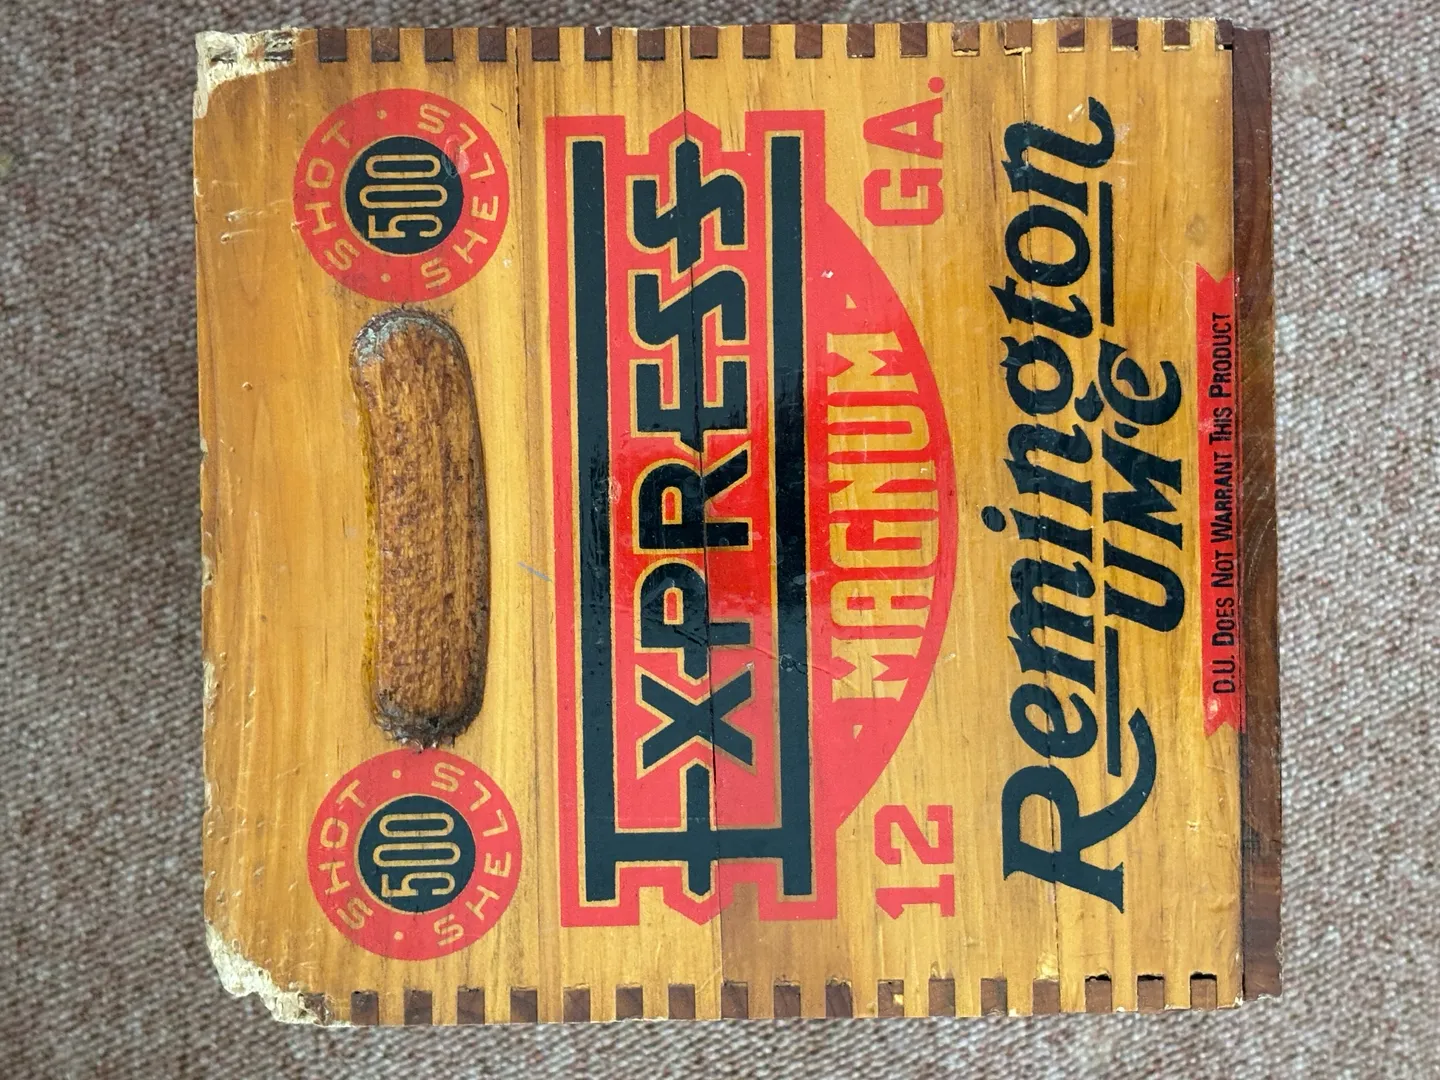 SHOT · SHELLS ·
500
SHOT · SHELLS ·
500
EXPRESS
MAGNUM
12 GA.
Remington
UMC
D.U. DOES NOT WARRANT THIS PRODUCT